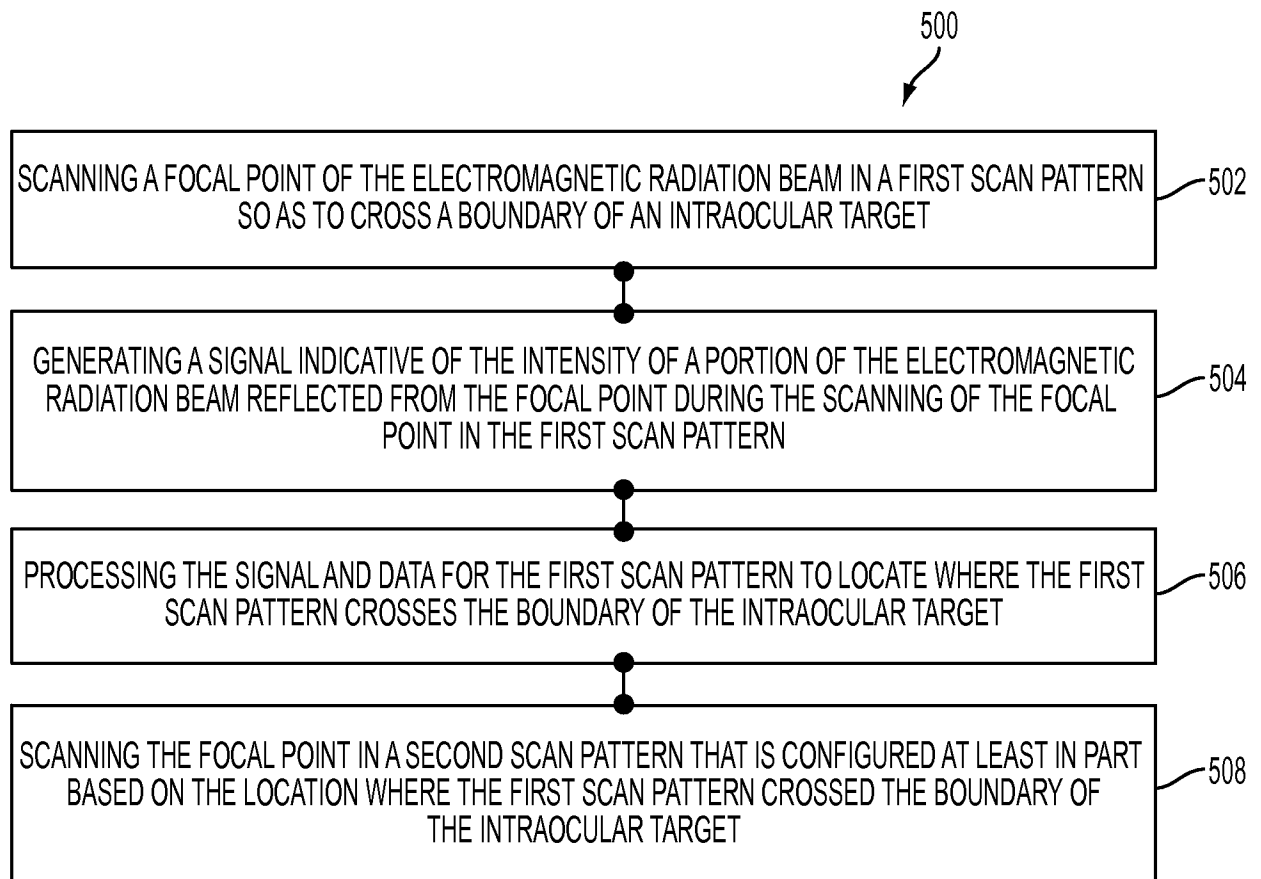 500
SCANNING A FOCAL POINT OF THE ELECTROMAGNETIC RADIATION BEAM IN A FIRST SCAN PATTERN
SO AS TO CROSS A BOUNDARY OF AN INTRAOCULAR TARGET
502
GENERATING A SIGNAL INDICATIVE OF THE INTENSITY OF A PORTION OF THE ELECTROMAGNETIC
RADIATION BEAM REFLECTED FROM THE FOCAL POINT DURING THE SCANNING OF THE FOCAL
POINT IN THE FIRST SCAN PATTERN
504
PROCESSING THE SIGNAL AND DATA FOR THE FIRST SCAN PATTERN TO LOCATE WHERE THE FIRST
SCAN PATTERN CROSSES THE BOUNDARY OF THE INTRAOCULAR TARGET
506
SCANNING THE FOCAL POINT IN A SECOND SCAN PATTERN THAT IS CONFIGURED AT LEAST IN PART
BASED ON THE LOCATION WHERE THE FIRST SCAN PATTERN CROSSED THE BOUNDARY OF
THE INTRAOCULAR TARGET
508